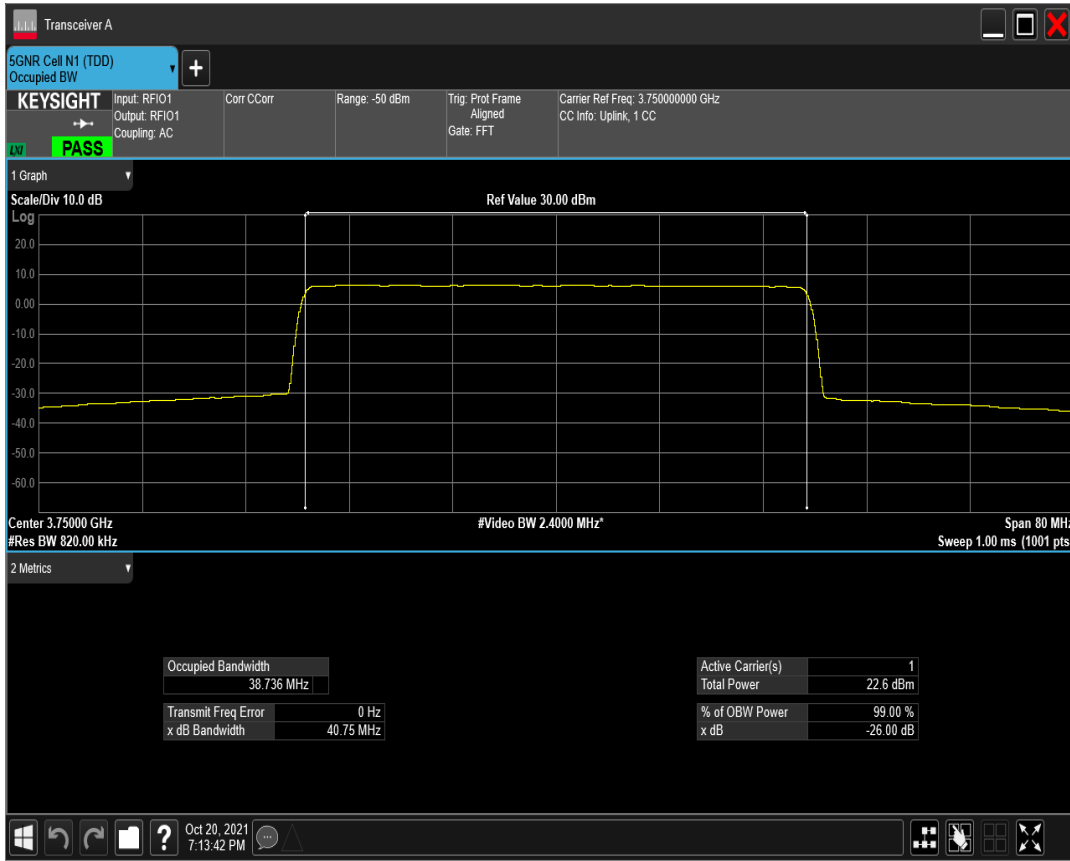 Transceiver A
5GNR Cell N1 (TDD)
Occupied BW
+
KEYSIGHT
LXI
PASS
Input: RFIO1
Output: RFIO1
Coupling: AC
Corr CCorr
Range: -50 dBm
Trig: Prot Frame
Aligned
Gate: FFT
Carrier Ref Freq: 3.750000000 GHz
CC Info: Uplink, 1 CC
1 Graph
Scale/Div 10.0 dB
Ref Value 30.00 dBm
Log
20.0
10.0
0.00
-10.0
-20.0
-30.0
-40.0
-50.0
-60.0
Center 3.75000 GHz
#Video BW 2.4000 MHz*
Span 80 MHz
#Res BW 820.00 kHz
Sweep 1.00 ms (1001 pts
2 Metrics
Occupied Bandwidth
38.736 MHz
Transmit Freq Error 0 Hz
x dB Bandwidth 40.75 MHz
Active Carrier(s) 1
Total Power 22.6 dBm
% of OBW Power 99.00 %
x dB -26.00 dB
?
Oct 20, 2021
7:13:42 PM